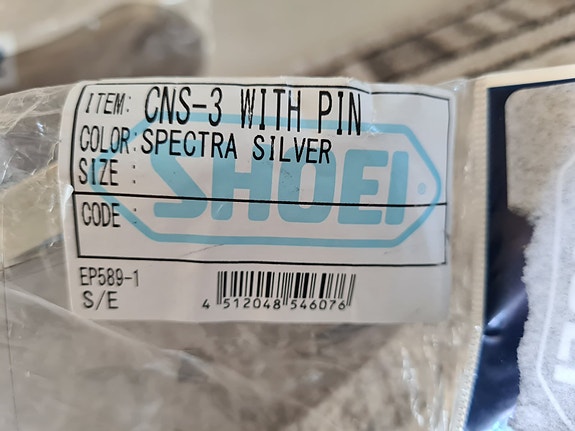 ITEM: CNS-3 WITH PIN
COLOR:SPECTRA SILVER
SIZE :
SHOEI
CODE :
EP589-1
S/E
4 512048 546076